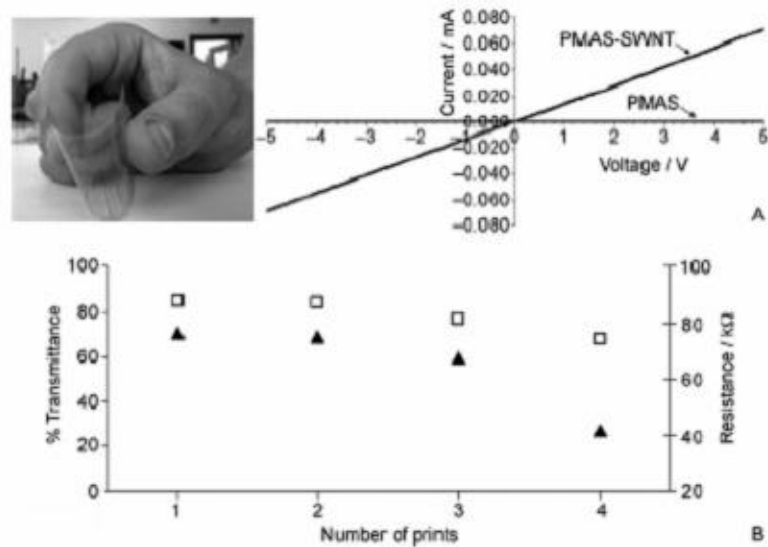 0.080
0.060
0.040
0.020
0.000
-0.020
-0.040
-0.060
-0.080
Current / mA
PMAS-SWNT
PMAS
-5 -4 -3 -2 -1 0 1 2 3 4 5
Voltage / V
A
100
80
60
40
20
0
% Transmittance
100
80
60
40
20
Resistance / kΩ
1 2 3 4
Number of prints
B